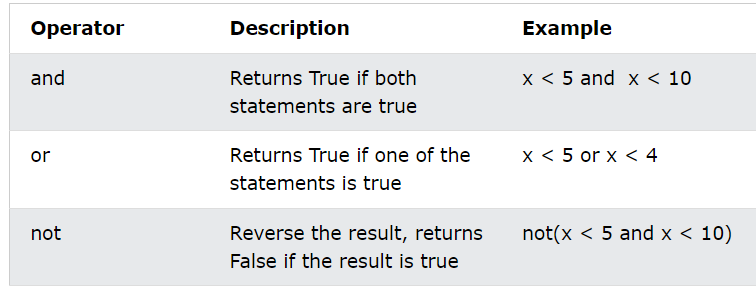 Operator Description Example
and Returns True if both x < 5 and  x < 10
statements are true
or Returns True if one of the x < 5 or x < 4
statements is true
not Reverse the result, returns not(x < 5 and x < 10)
False if the result is true